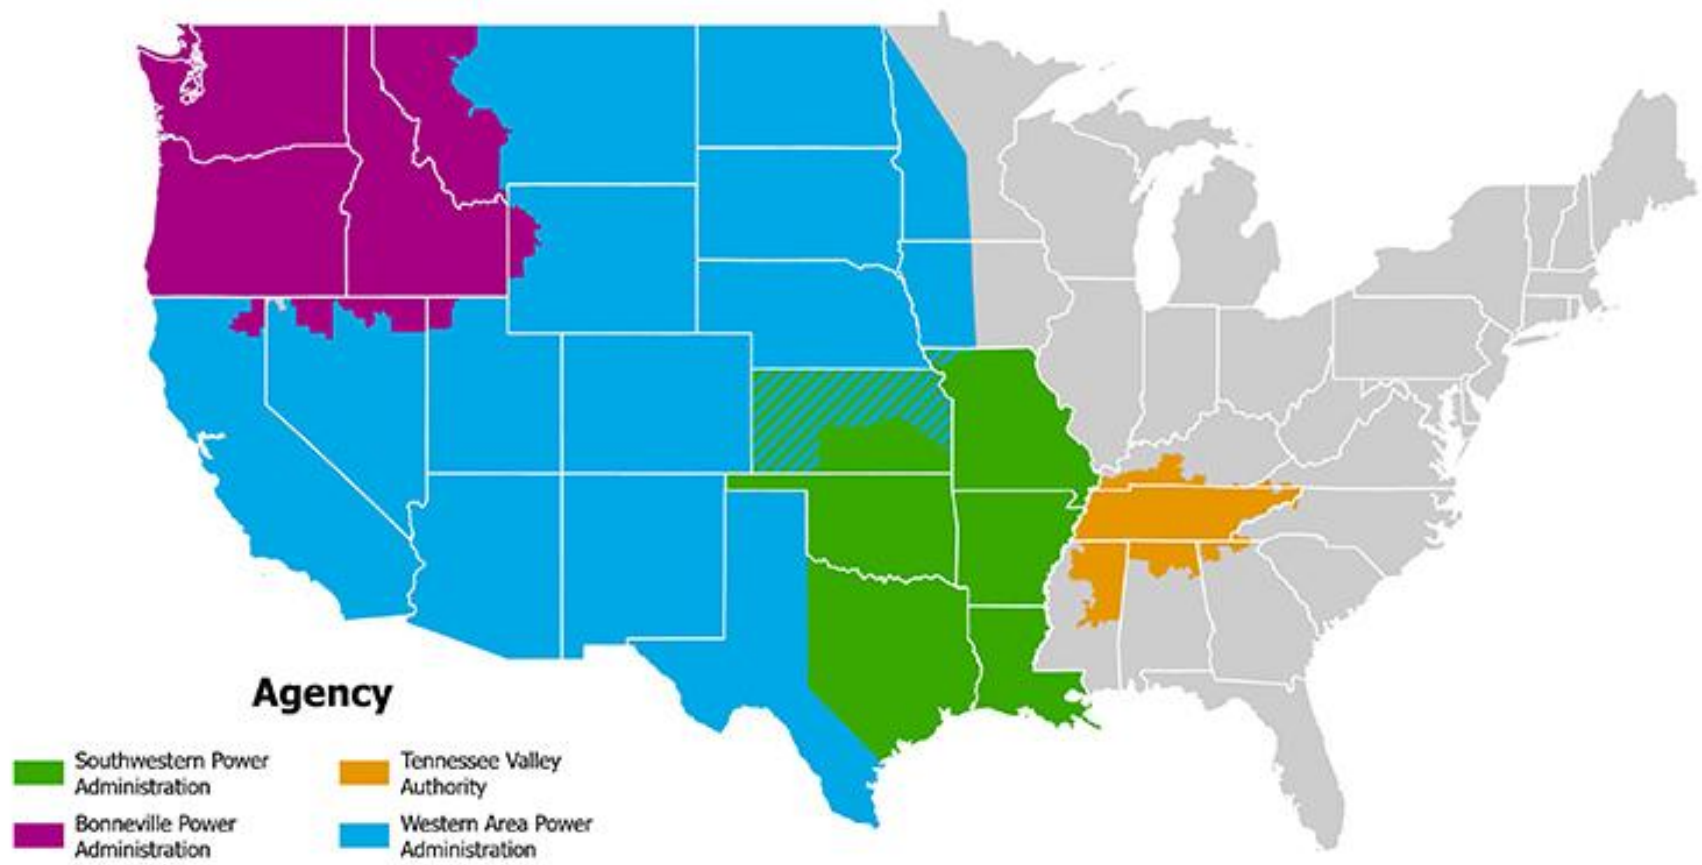 Agency
Southwestern Power
Administration
Bonneville Power
Administration
Tennessee Valley
Authority
Western Area Power
Administration